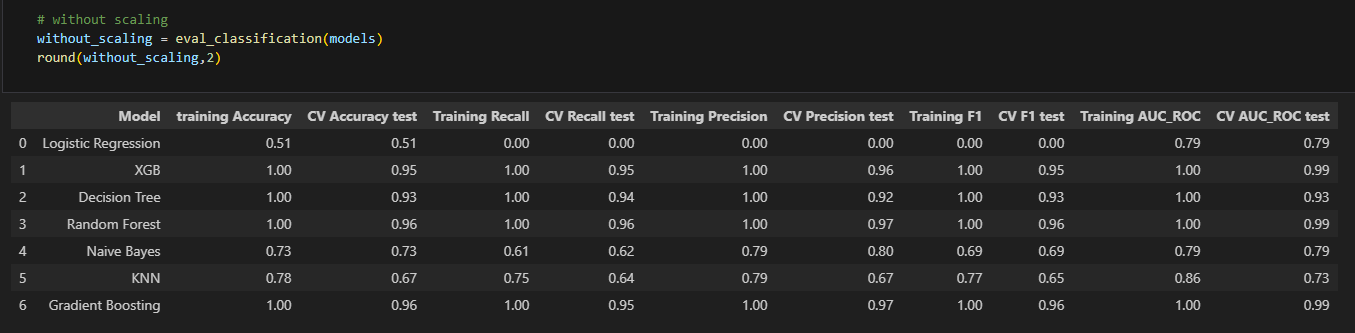 # without scaling
without_scaling = eval_classification(models)
round(without_scaling,2)
Model training Accuracy CV Accuracy test Training Recall CV Recall test Training Precision CV Precision test Training F1 CV F1 test Training AUC_ROC CV AUC_ROC test
0 Logistic Regression 0.51 0.51 0.00 0.00 0.00 0.00 0.00 0.00 0.79 0.79
1 XGB 1.00 0.95 1.00 0.95 1.00 0.96 1.00 0.95 1.00 0.99
2 Decision Tree 1.00 0.93 1.00 0.94 1.00 0.92 1.00 0.93 1.00 0.93
3 Random Forest 1.00 0.96 1.00 0.96 1.00 0.97 1.00 0.96 1.00 0.99
4 Naive Bayes 0.73 0.73 0.61 0.62 0.79 0.80 0.69 0.69 0.79 0.79
5 KNN 0.78 0.67 0.75 0.64 0.79 0.67 0.77 0.65 0.86 0.73
6 Gradient Boosting 1.00 0.96 1.00 0.95 1.00 0.97 1.00 0.96 1.00 0.99